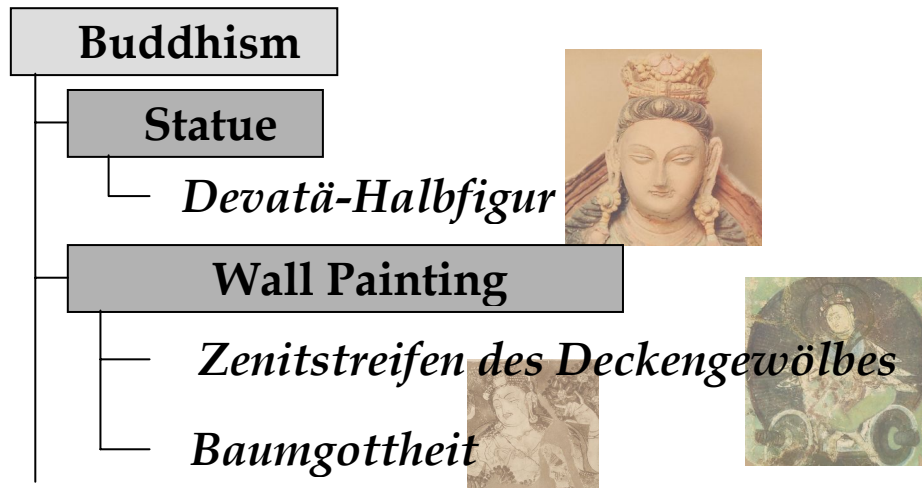 Buddhism
Statue
Devatä-Halbfigur
Wall Painting
Zenitstreifen des Deckengewölbes
Baumgottheit